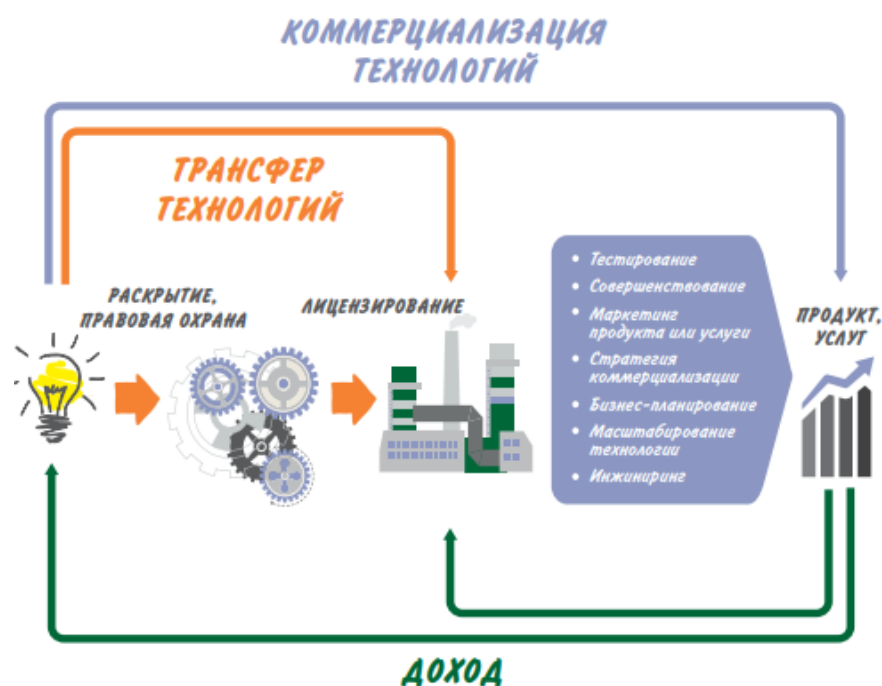 КОММЕРЦИАЛИЗАЦИЯ
ТЕХНОЛОГИЙ
ТРАНСФЕР
ТЕХНОЛОГИЙ
РАСКРЫТИЕ,
ПРАВОВАЯ ОХРАНА
ЛИЦЕНЗИРОВАНИЕ
• Тестирование
• Совершенствование
• Маркетинг
продукта или услуги
• Стратегия
коммерциализации
• Бизнес-планирование
• Масштабирование
технологии
• Инжиниринг
ПРОДУКТ,
УСЛУГ
ДОХОД